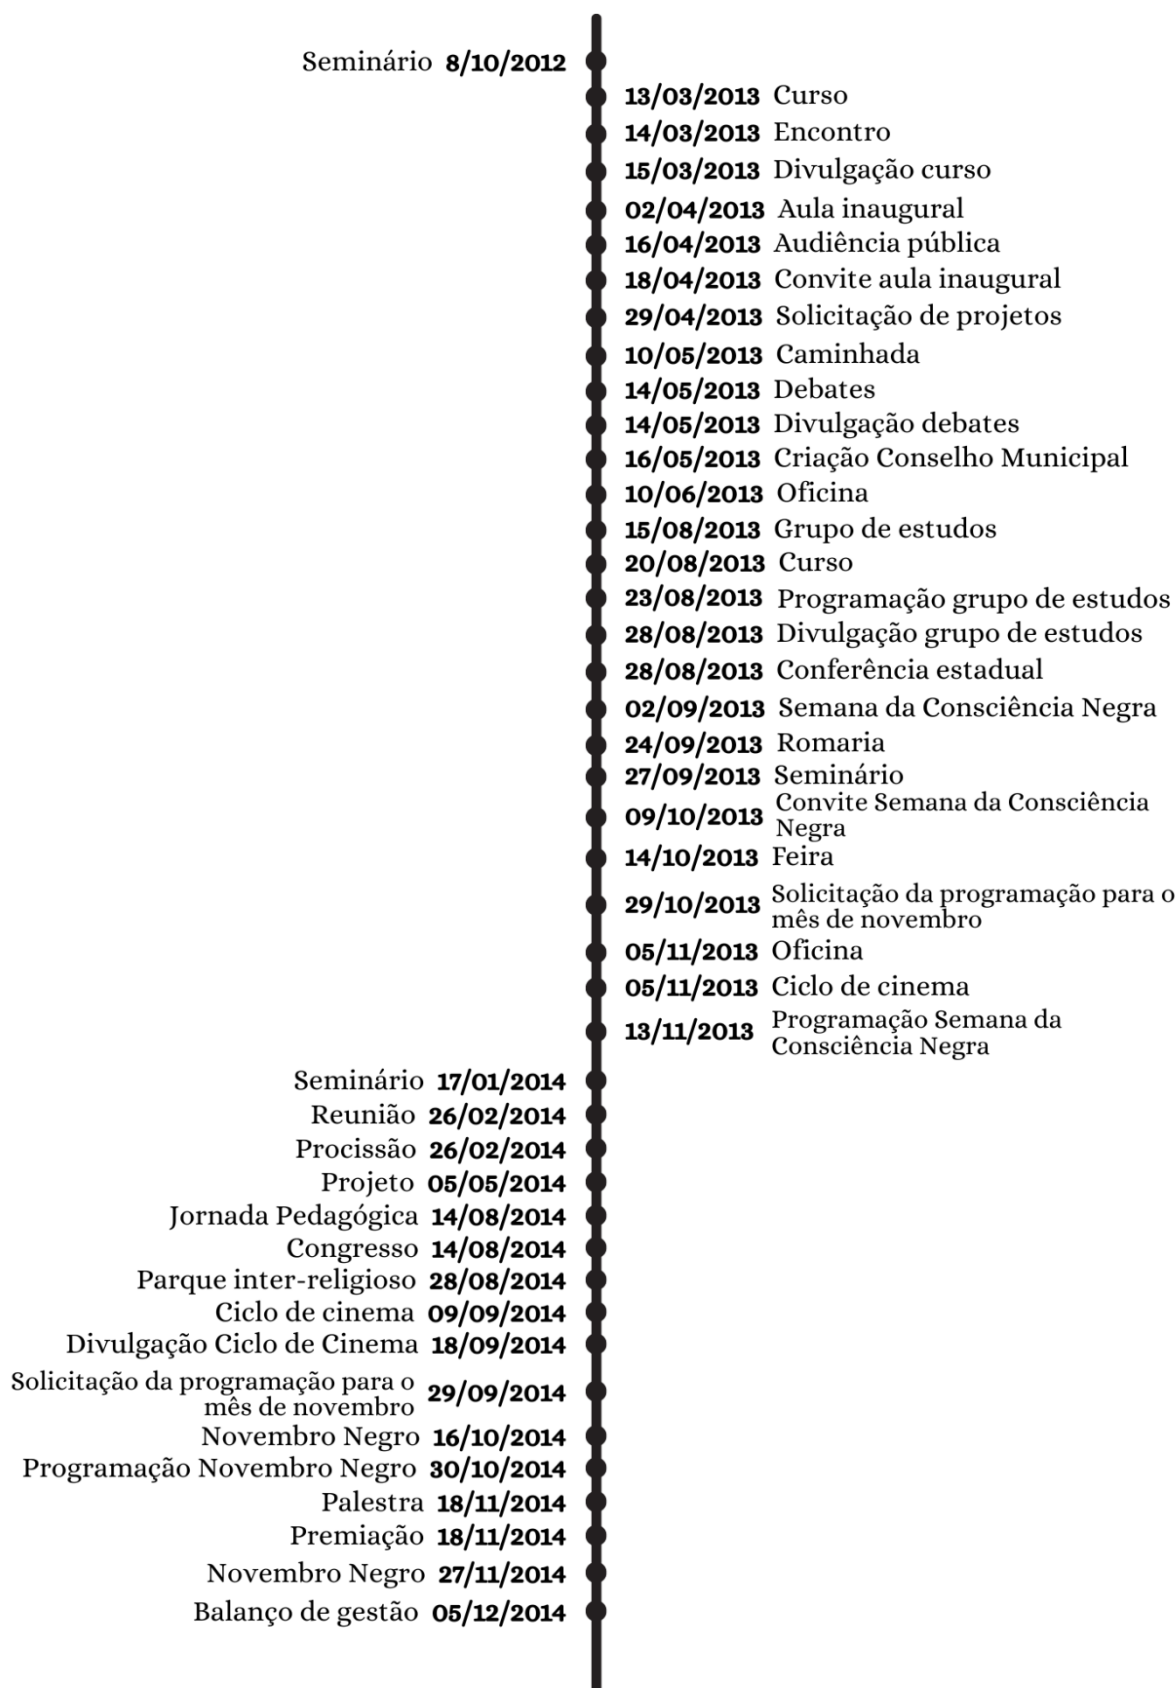 Seminário 8/10/2012
13/03/2013 Curso
14/03/2013 Encontro
15/03/2013 Divulgação curso
02/04/2013 Aula inaugural
16/04/2013 Audiência pública
18/04/2013 Convite aula inaugural
29/04/2013 Solicitação de projetos
10/05/2013 Caminhada
14/05/2013 Debates
14/05/2013 Divulgação debates
16/05/2013 Criação Conselho Municipal
10/06/2013 Oficina
15/08/2013 Grupo de estudos
20/08/2013 Curso
23/08/2013 Programação grupo de estudos
28/08/2013 Divulgação grupo de estudos
28/08/2013 Conferência estadual
02/09/2013 Semana da Consciência Negra
24/09/2013 Romaria
27/09/2013 Seminário
09/10/2013 Convite Semana da Consciência
Negra
14/10/2013 Feira
29/10/2013 Solicitação da programação para o
mês de novembro
05/11/2013 Oficina
05/11/2013 Ciclo de cinema
13/11/2013 Programação Semana da
Consciência Negra
Seminário 17/01/2014
Reunião 26/02/2014
Procissão 26/02/2014
Projeto 05/05/2014
Jornada Pedagógica 14/08/2014
Congresso 14/08/2014
Parque inter-religioso 28/08/2014
Ciclo de cinema 09/09/2014
Divulgação Ciclo de Cinema 18/09/2014
Solicitação da programação para o
mês de novembro 29/09/2014
Novembro Negro 16/10/2014
Programação Novembro Negro 30/10/2014
Palestra 18/11/2014
Premiação 18/11/2014
Novembro Negro 27/11/2014
Balanço de gestão 05/12/2014